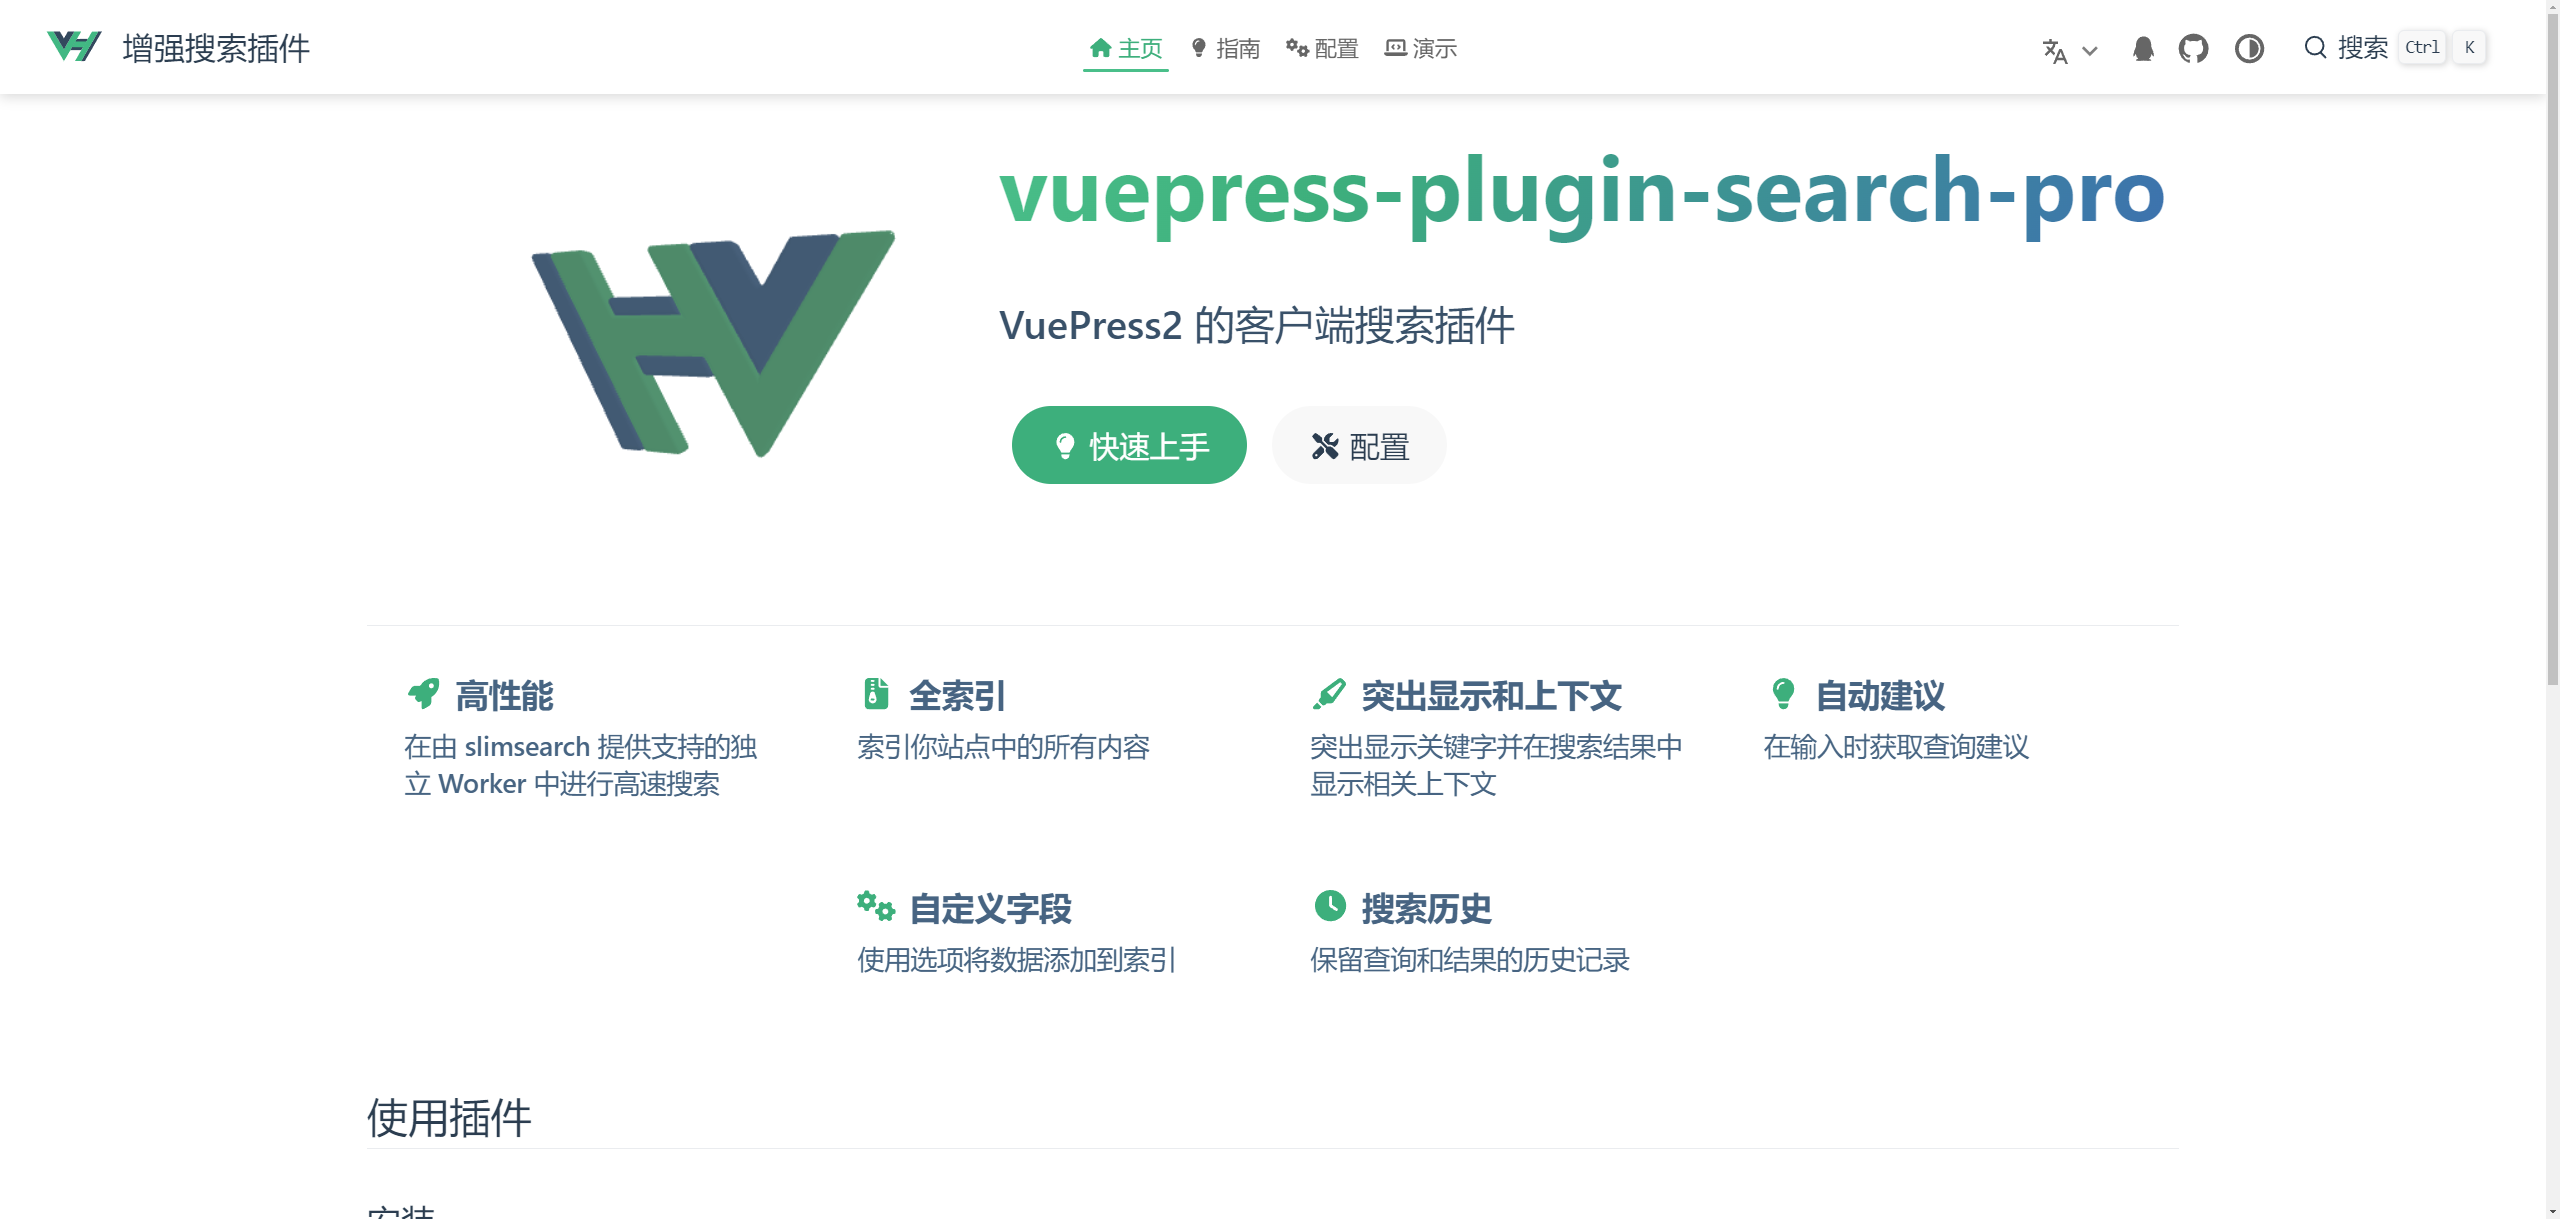 增强搜索插件
主页
指南
配置
演示
搜索 Ctrl K
vuepress-plugin-search-pro
VuePress2 的客户端搜索插件
快速上手
配置
高性能
在由 slimsearch 提供支持的独
立 Worker 中进行高速搜索
全索引
索引你站点中的所有内容
突出显示和上下文
突出显示关键字并在搜索结果中
显示相关上下文
自动建议
在输入时获取查询建议
自定义字段
使用选项将数据添加到索引
搜索历史
保留查询和结果的历史记录
使用插件
安装